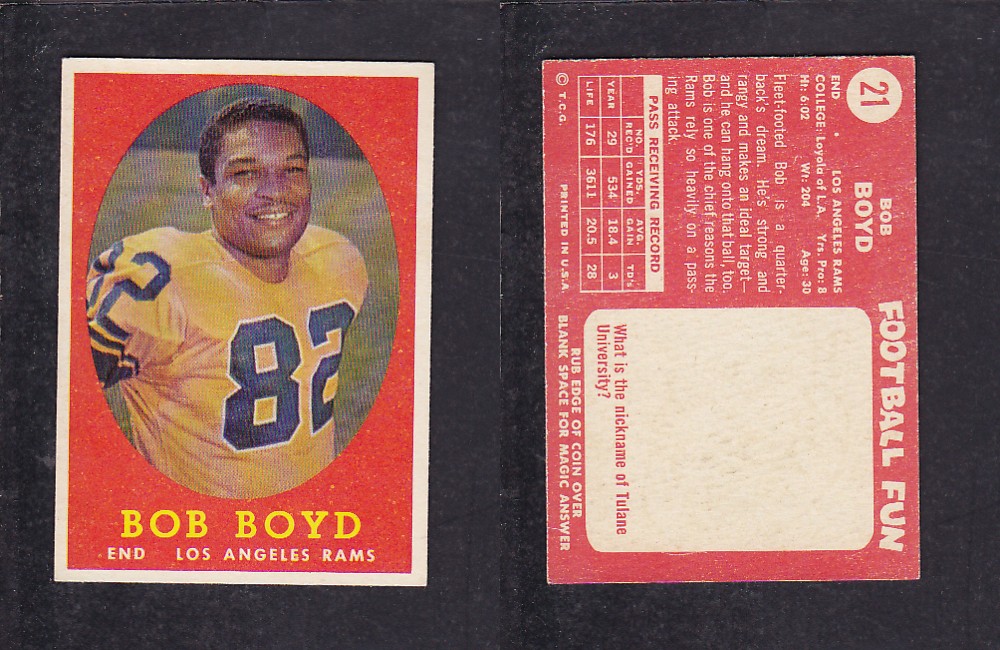 82
82
BOB BOYD
END LOS ANGELES RAMS
21
BOB
BOYD
END • LOS ANGELES RAMS
COLLEGE: Loyola of L.A. Yrs. Pro: 8
Ht: 6:02 Wt: 204 Age: 30
Fleet-footed Bob is a quarter-
back's dream. He's strong and
rangy and makes an ideal target—
and he can hang onto that ball, too.
Bob is one of the chief reasons the
Rams rely so heavily on a pass-
ing attack.
PASS RECEIVING RECORD
NO. REC'D YDS. GAINED AVG. GAIN TD's
YEAR 29 534 18.4 3
LIFE 176 3611 20.5 28
© T.C.G. PRINTED IN U.S.A.
FOOTBALL FUN
What is the nickname of Tulane
University?
RUB EDGE OF COIN OVER
BLANK SPACE FOR MAGIC ANSWER